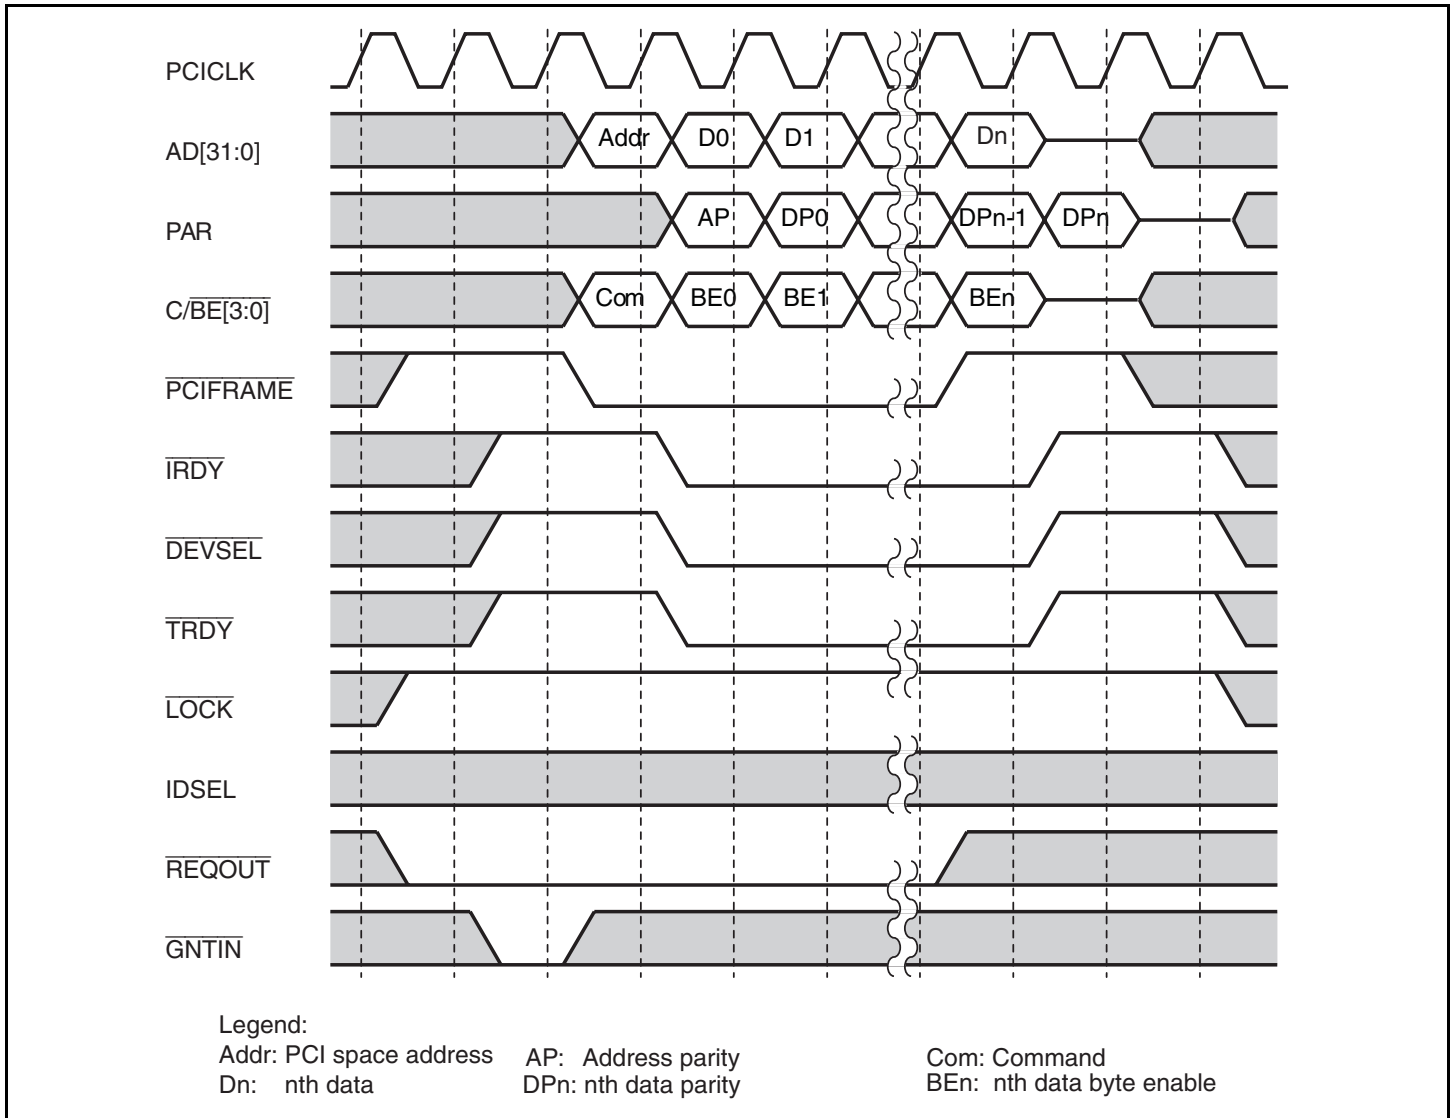 PCICLK
AD[31:0] Addr D0 D1 Dn
PAR AP DP0 DPn-1 DPn
C/BE[3:0] Com BE0 BE1 BEn
PCIFRAME
IRDY
DEVSEL
TRDY
LOCK
IDSEL
REQOUT
GNTIN
Legend:
Addr: PCI space address AP: Address parity Com: Command
Dn: nth data DPn: nth data parity BEn: nth data byte enable